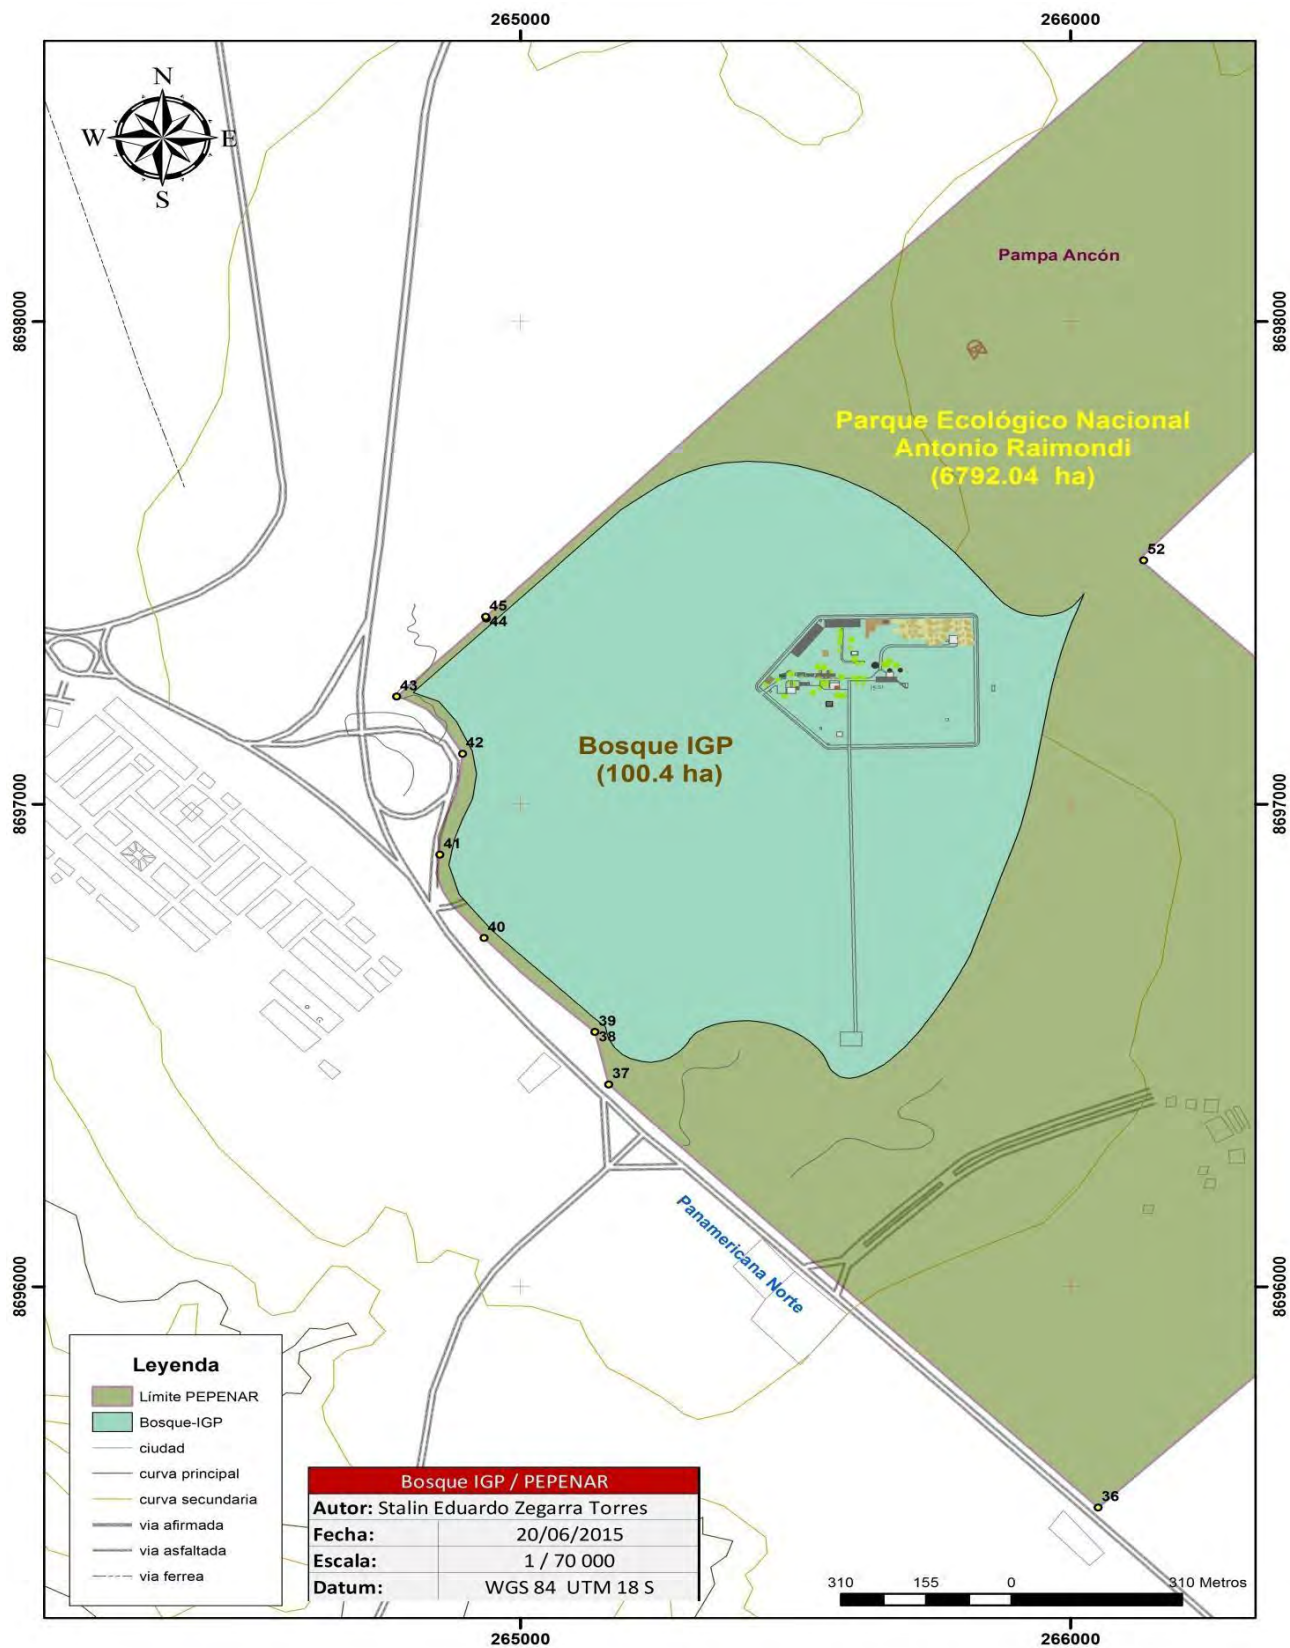 265000
266000
N
W
E
S
Pampa Ancón
8698000
8698000
Parque Ecológico Nacional
Antonio Raimondi
(6792.04 ha)
52
45
44
43
42
Bosque IGP
(100.4 ha)
8697000
8697000
41
40
39
38
37
Panamericana Norte
8696000
8696000
Leyenda
Límite PEPENAR
Bosque-IGP
ciudad
curva principal
curva secundaria
via afirmada
via asfaltada
via ferrea
Bosque IGP / PEPENAR
Autor: Stalin Eduardo Zegarra Torres
Fecha: 20/06/2015
Escala: 1 / 70 000
Datum: WGS 84 UTM 18 S
36
310 155 0 310 Metros
265000
266000